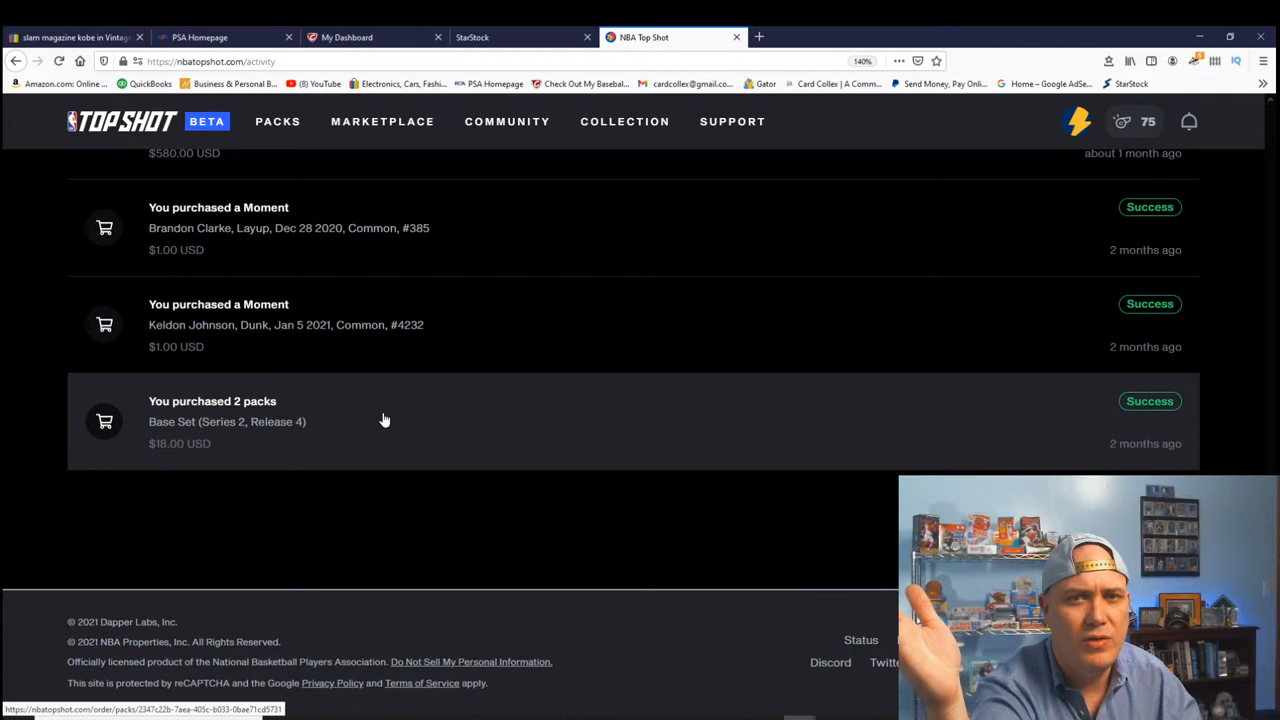 slam magazine kobe in Vintag
PSA Homepage
My Dashboard
StarStock
NBA Top Shot
https://nbatopshot.com/activity
140%
Amazon.com: Online ...
QuickBooks
Business & Personal B...
(8) YouTube
Electronics, Cars, Fashi...
PSA Homepage
Check Out My Basebal...
cardcollex@gmail.co...
Gator
Card Collex | A Comm...
Send Money, Pay Onli...
Home – Google AdSe...
StarStock
TOP SHOT BETA PACKS MARKETPLACE COMMUNITY COLLECTION SUPPORT 75
$580.00 USD about 1 month ago
You purchased a Moment Success
Brandon Clarke, Layup, Dec 28 2020, Common, #385
$1.00 USD 2 months ago
You purchased a Moment Success
Keldon Johnson, Dunk, Jan 5 2021, Common, #4232
$1.00 USD 2 months ago
You purchased 2 packs Success
Base Set (Series 2, Release 4)
$18.00 USD 2 months ago
© 2021 Dapper Labs, Inc.
© 2021 NBA Properties, Inc. All Rights Reserved.
Status
Officially licensed product of the National Basketball Players Association. Do Not Sell My Personal Information.
Discord Twitte
This site is protected by reCAPTCHA and the Google Privacy Policy and Terms of Service apply.
https://nbatopshot.com/order/packs/2347c22b-7aea-405c-b033-0bae71cd5731